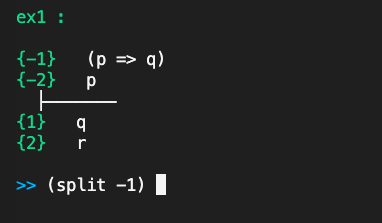 ex1 :
{-1} (p => q)
{-2} p
{1} q
{2} r
>> (split -1)